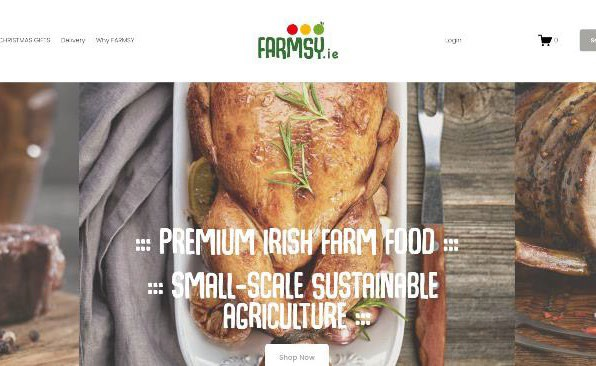 CHRISTMAS GIFTS Delivery Why FARMSY
FARMSY.ie
Login
0
::: PREMIUM IRISH FARM FOOD :::
::: SMALL-SCALE SUSTAINABLE
AGRICULTURE :::
Shop Now